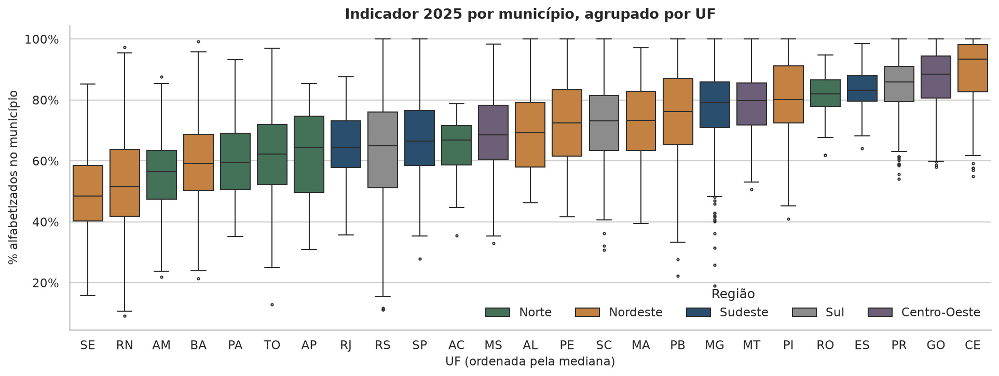 Indicador 2025 por município, agrupado por UF
% alfabetizados no município
100%
80%
60%
40%
20%
Região
Norte Nordeste Sudeste Sul Centro-Oeste
SE RN AM BA PA TO AP RJ RS SP AC MS AL PE SC MA PB MG MT PI RO ES PR GO CE
UF (ordenada pela mediana)